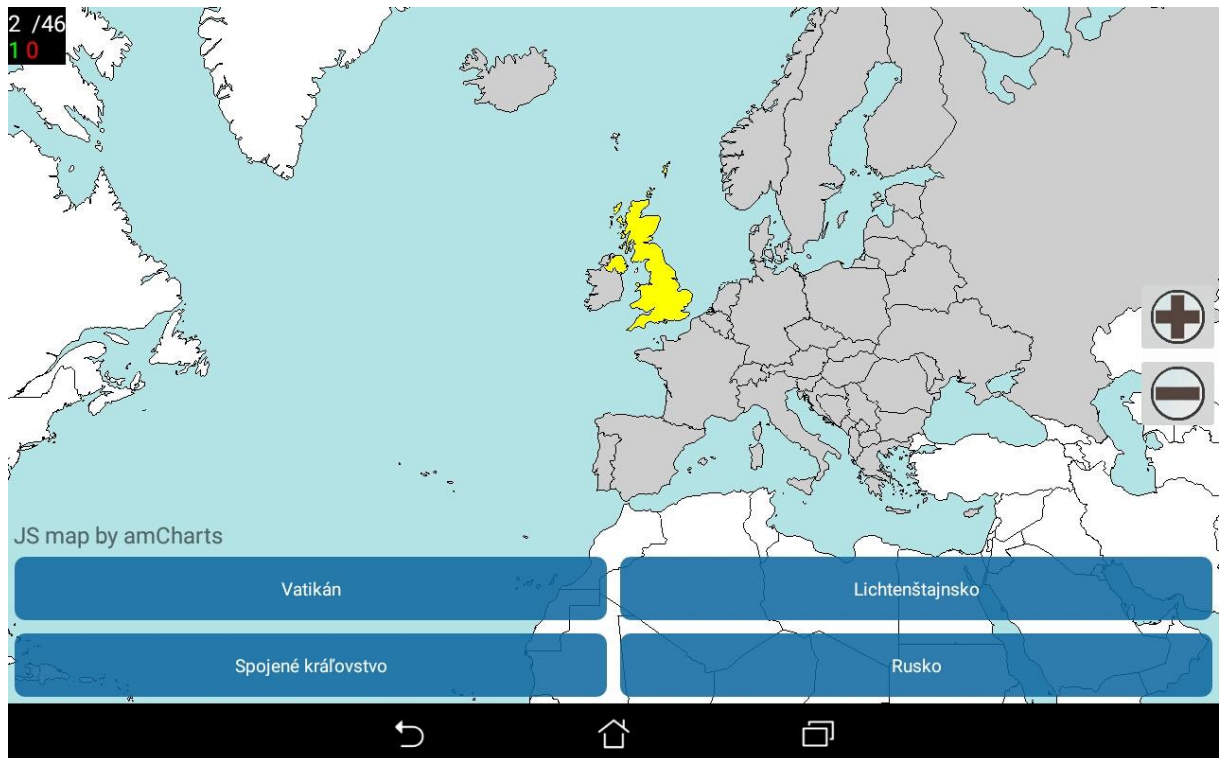 2 /46
1 0
JS map by amCharts
Vatikán
Lichtenštajnsko
Spojené kráľovstvo
Rusko